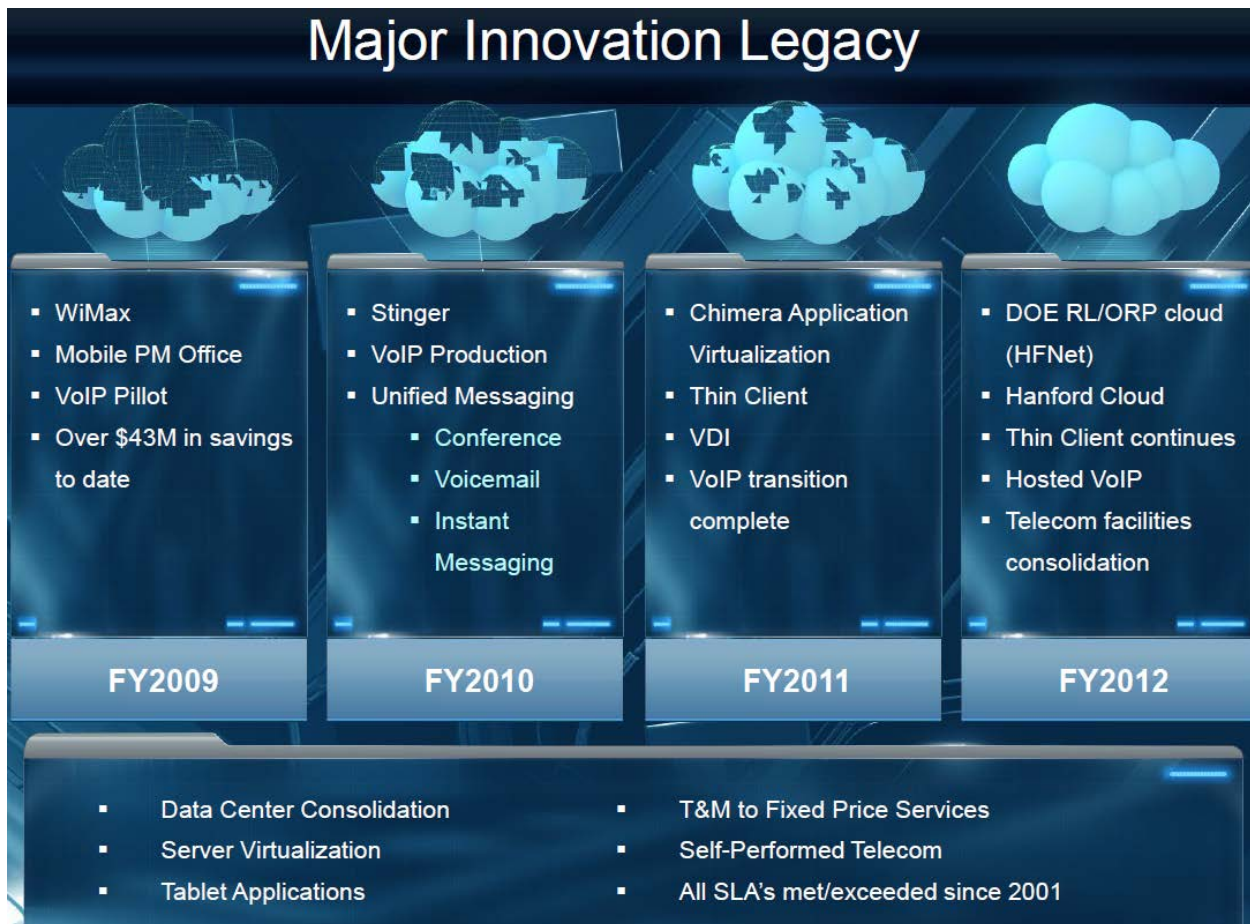 Major Innovation Legacy
▪ WiMax
▪ Mobile PM Office
▪ VoIP Pillot
▪ Over $43M in savings
to date
FY2009
▪ Stinger
▪ VoIP Production
▪ Unified Messaging
▪ Conference
▪ Voicemail
▪ Instant
Messaging
FY2010
▪ Chimera Application
Virtualization
▪ Thin Client
▪ VDI
▪ VoIP transition
complete
FY2011
▪ DOE RL/ORP cloud
(HFNet)
▪ Hanford Cloud
▪ Thin Client continues
▪ Hosted VoIP
▪ Telecom facilities
consolidation
FY2012
▪ Data Center Consolidation
▪ Server Virtualization
▪ Tablet Applications
▪ T&M to Fixed Price Services
▪ Self-Performed Telecom
▪ All SLA's met/exceeded since 2001